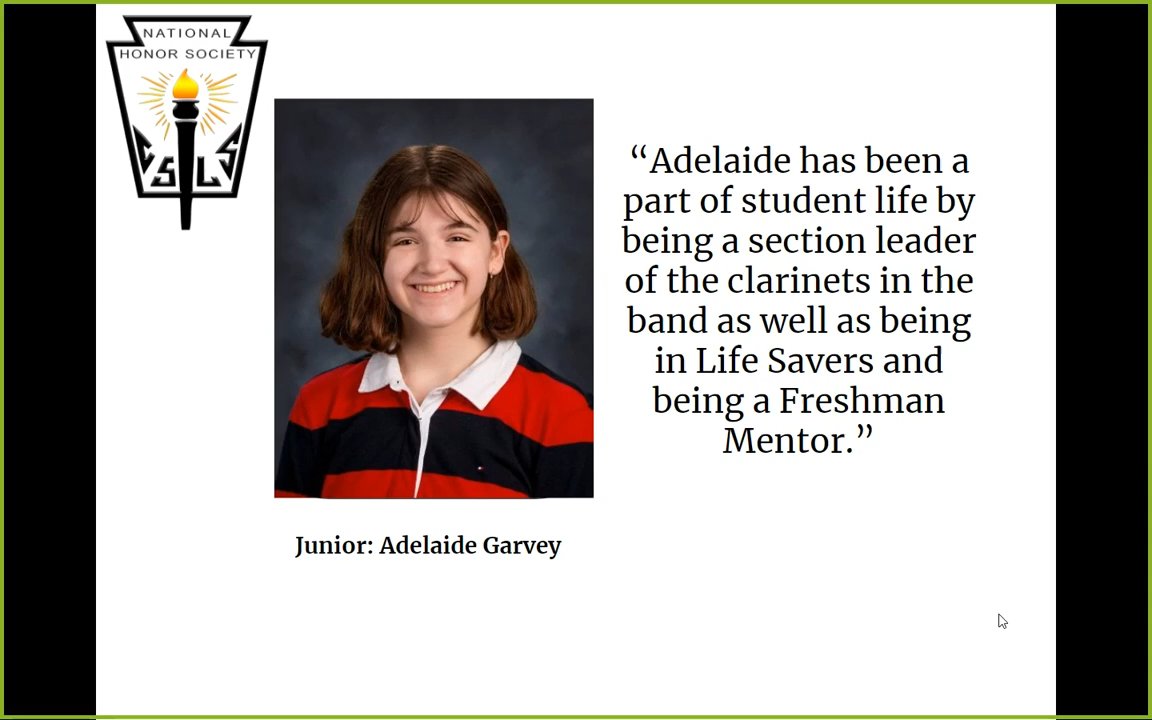 NATIONAL
HONOR SOCIETY
C S L S
“Adelaide has been a
part of student life by
being a section leader
of the clarinets in the
band as well as being
in Life Savers and
being a Freshman
Mentor.”
Junior: Adelaide Garvey